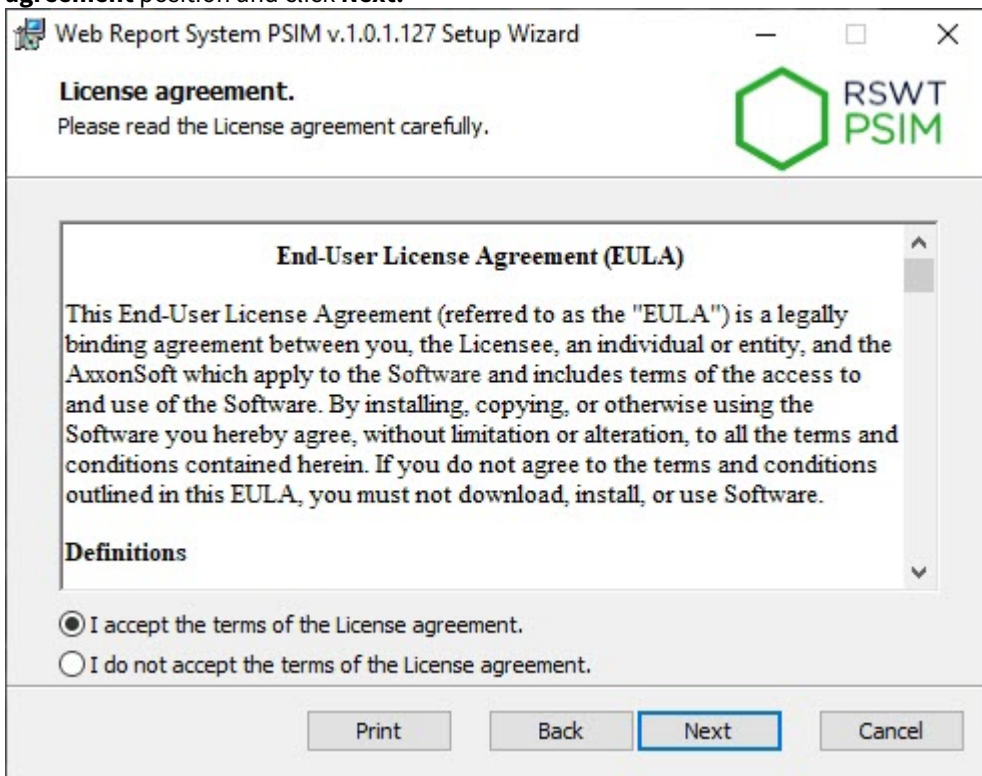 agreement position and click Next.
Web Report System PSIM v.1.0.1.127 Setup Wizard
License agreement.
Please read the License agreement carefully.
RSWT
PSIM
End-User License Agreement (EULA)
This End-User License Agreement (referred to as the "EULA") is a legally
binding agreement between you, the Licensee, an individual or entity, and the
AxxonSoft which apply to the Software and includes terms of the access to
and use of the Software. By installing, copying, or otherwise using the
Software you hereby agree, without limitation or alteration, to all the terms and
conditions contained herein. If you do not agree to the terms and conditions
outlined in this EULA, you must not download, install, or use Software.
Definitions
I accept the terms of the License agreement.
I do not accept the terms of the License agreement.
Print
Back
Next
Cancel